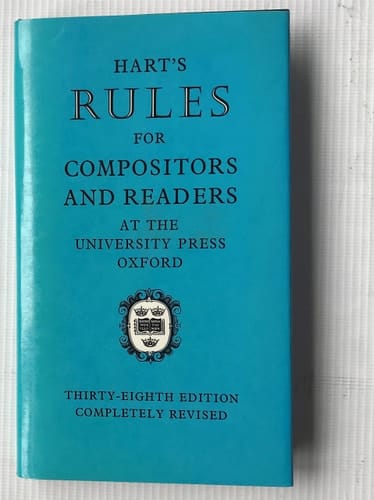 HART'S
RULES
FOR
COMPOSITORS
AND READERS
AT THE
UNIVERSITY PRESS
OXFORD
THIRTY-EIGHTH EDITION
COMPLETELY REVISED